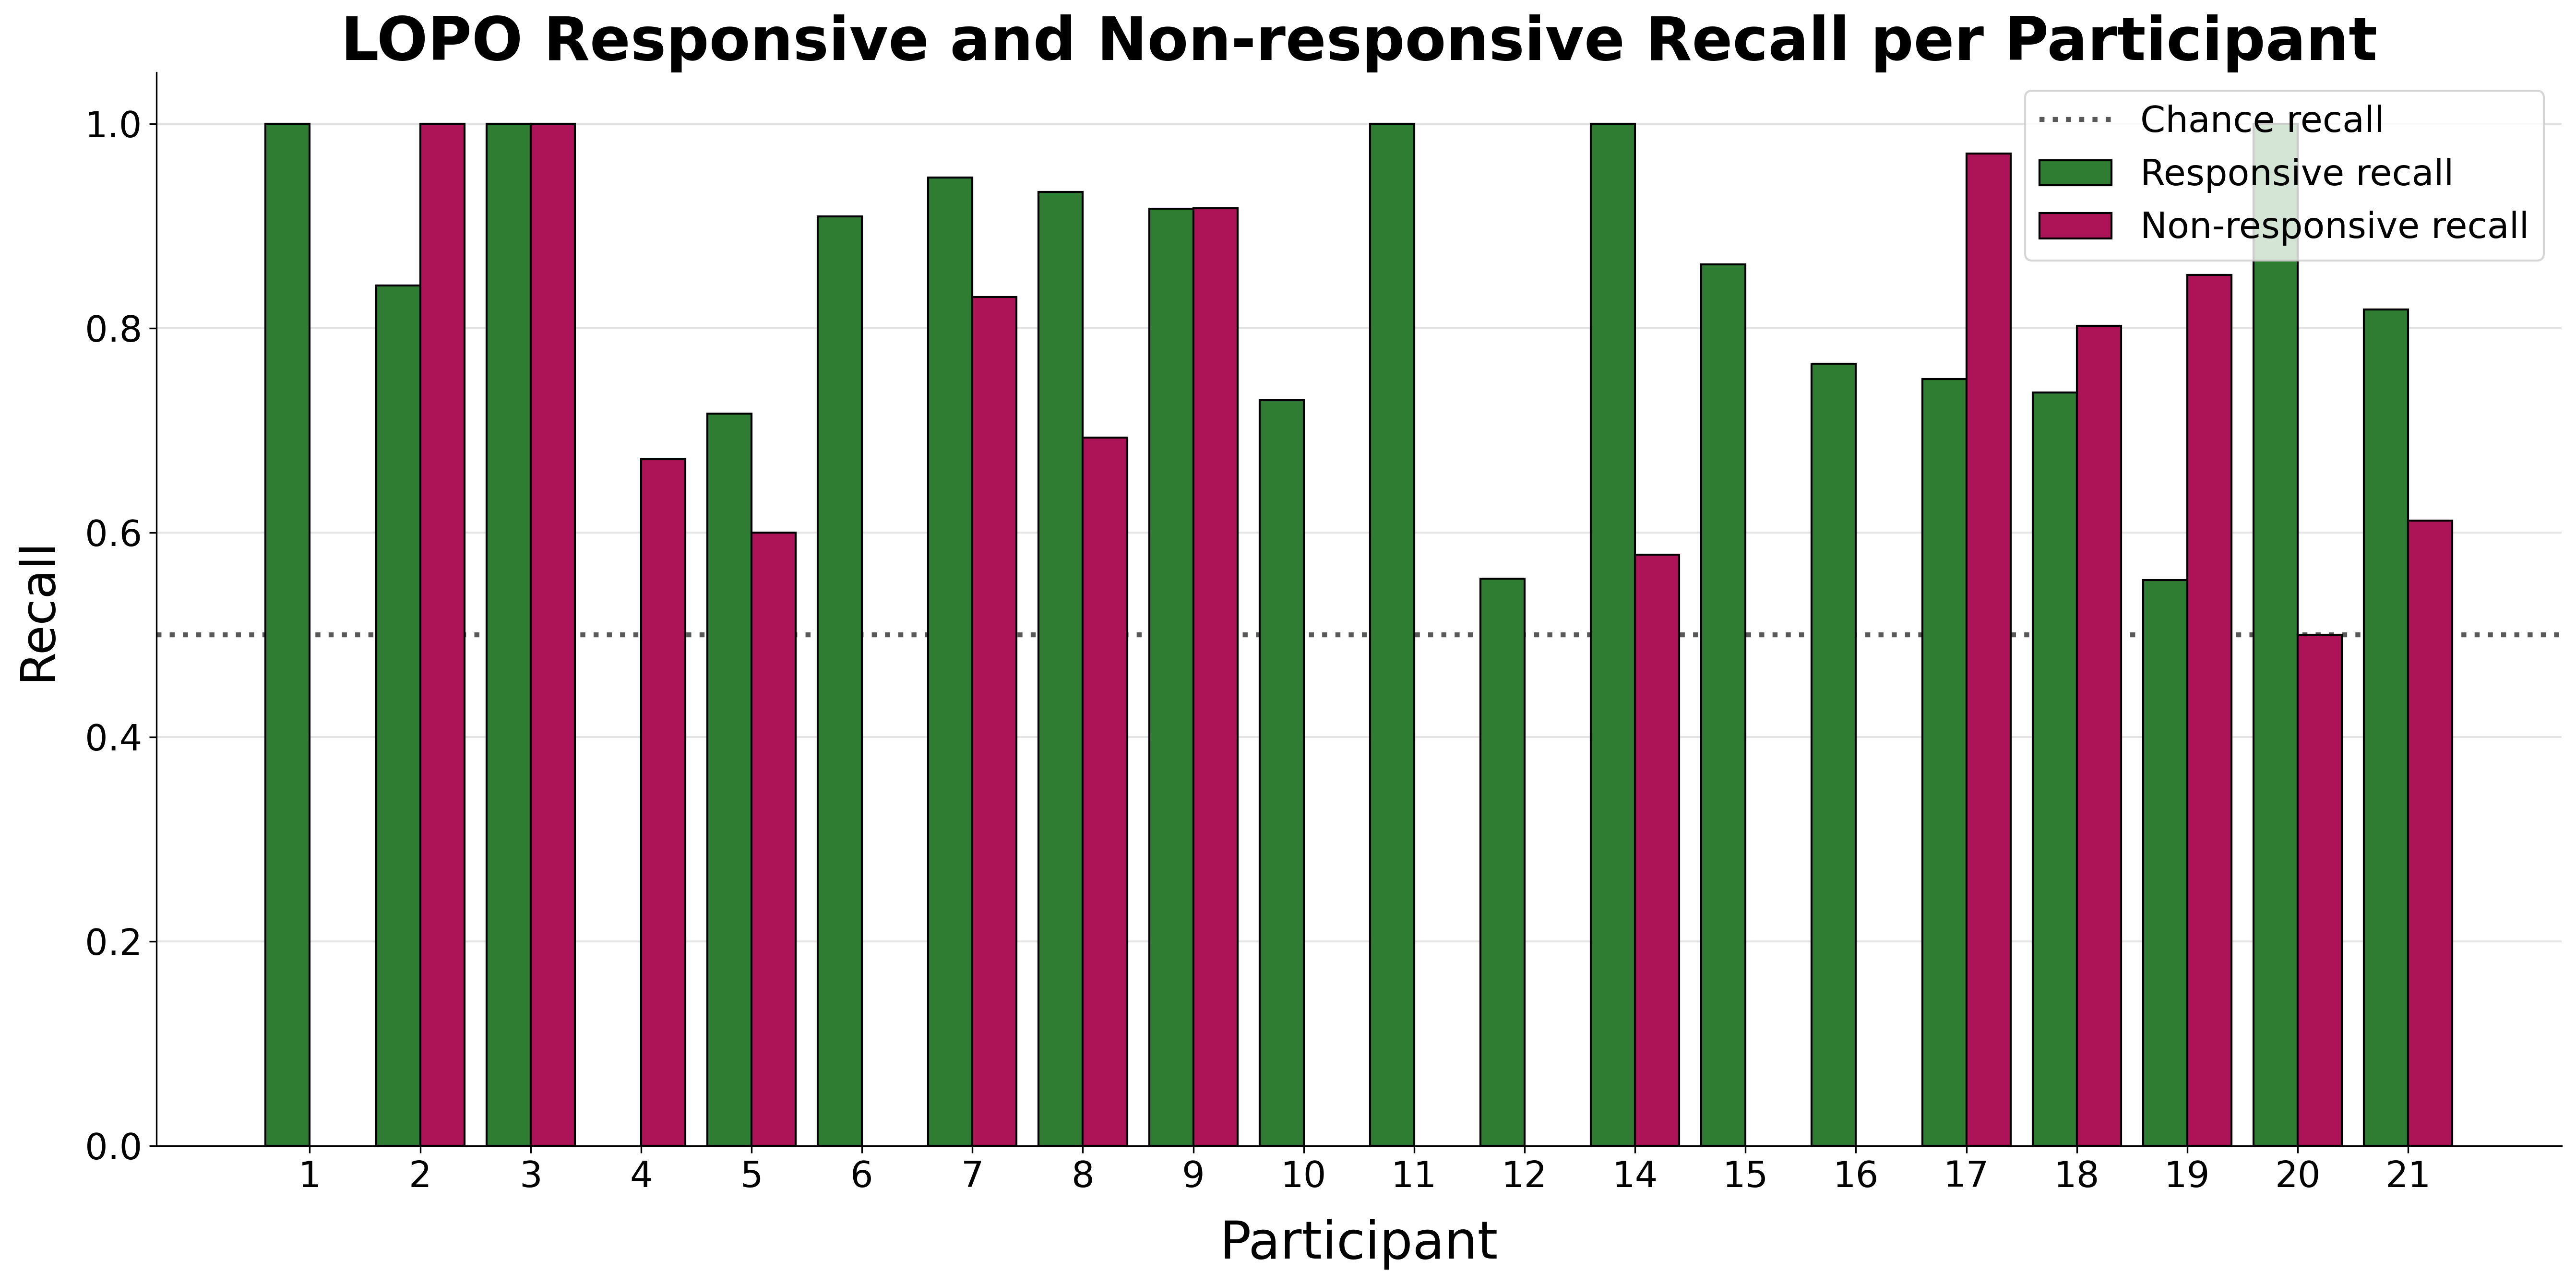 LOPO Responsive and Non-responsive Recall per Participant
Chance recall
Responsive recall
Non-responsive recall
Recall
1.0
0.8
0.6
0.4
0.2
0.0
1 2 3 4 5 6 7 8 9 10 11 12 14 15 16 17 18 19 20 21
Participant